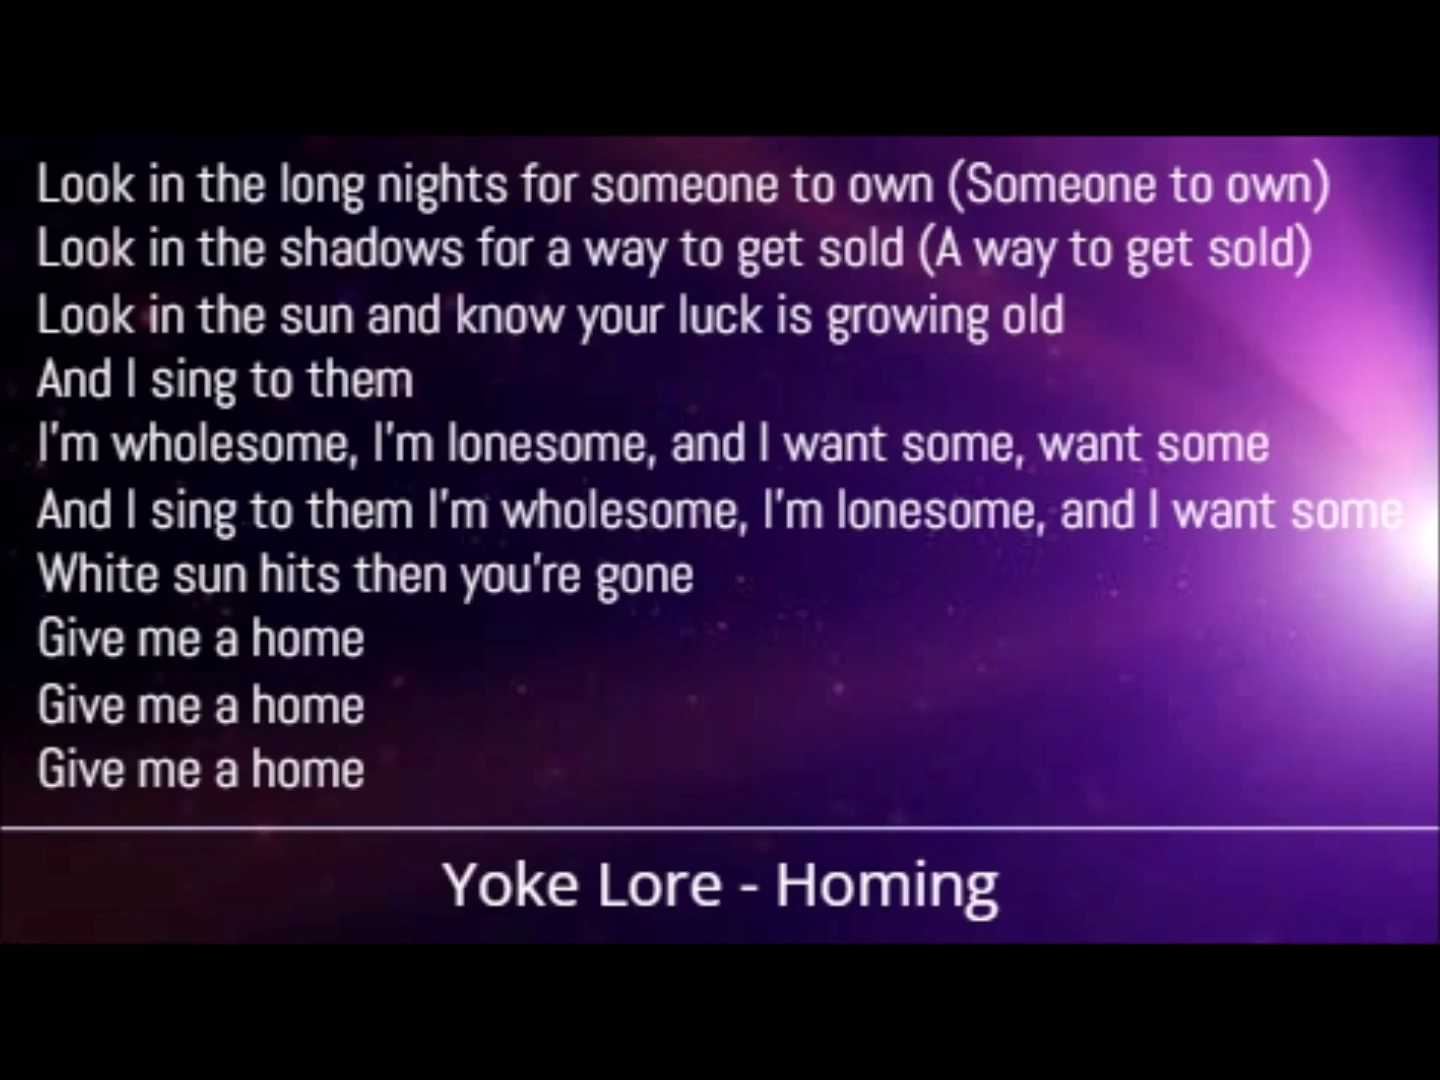 Look in the long nights for someone to own (Someone to own)
Look in the shadows for a way to get sold (A way to get sold)
Look in the sun and know your luck is growing old
And I sing to them
I'm wholesome, I'm lonesome, and I want some, want some
And I sing to them I'm wholesome, I'm lonesome, and I want some
White sun hits then you're gone
Give me a home
Give me a home
Give me a home
Yoke Lore - Homing